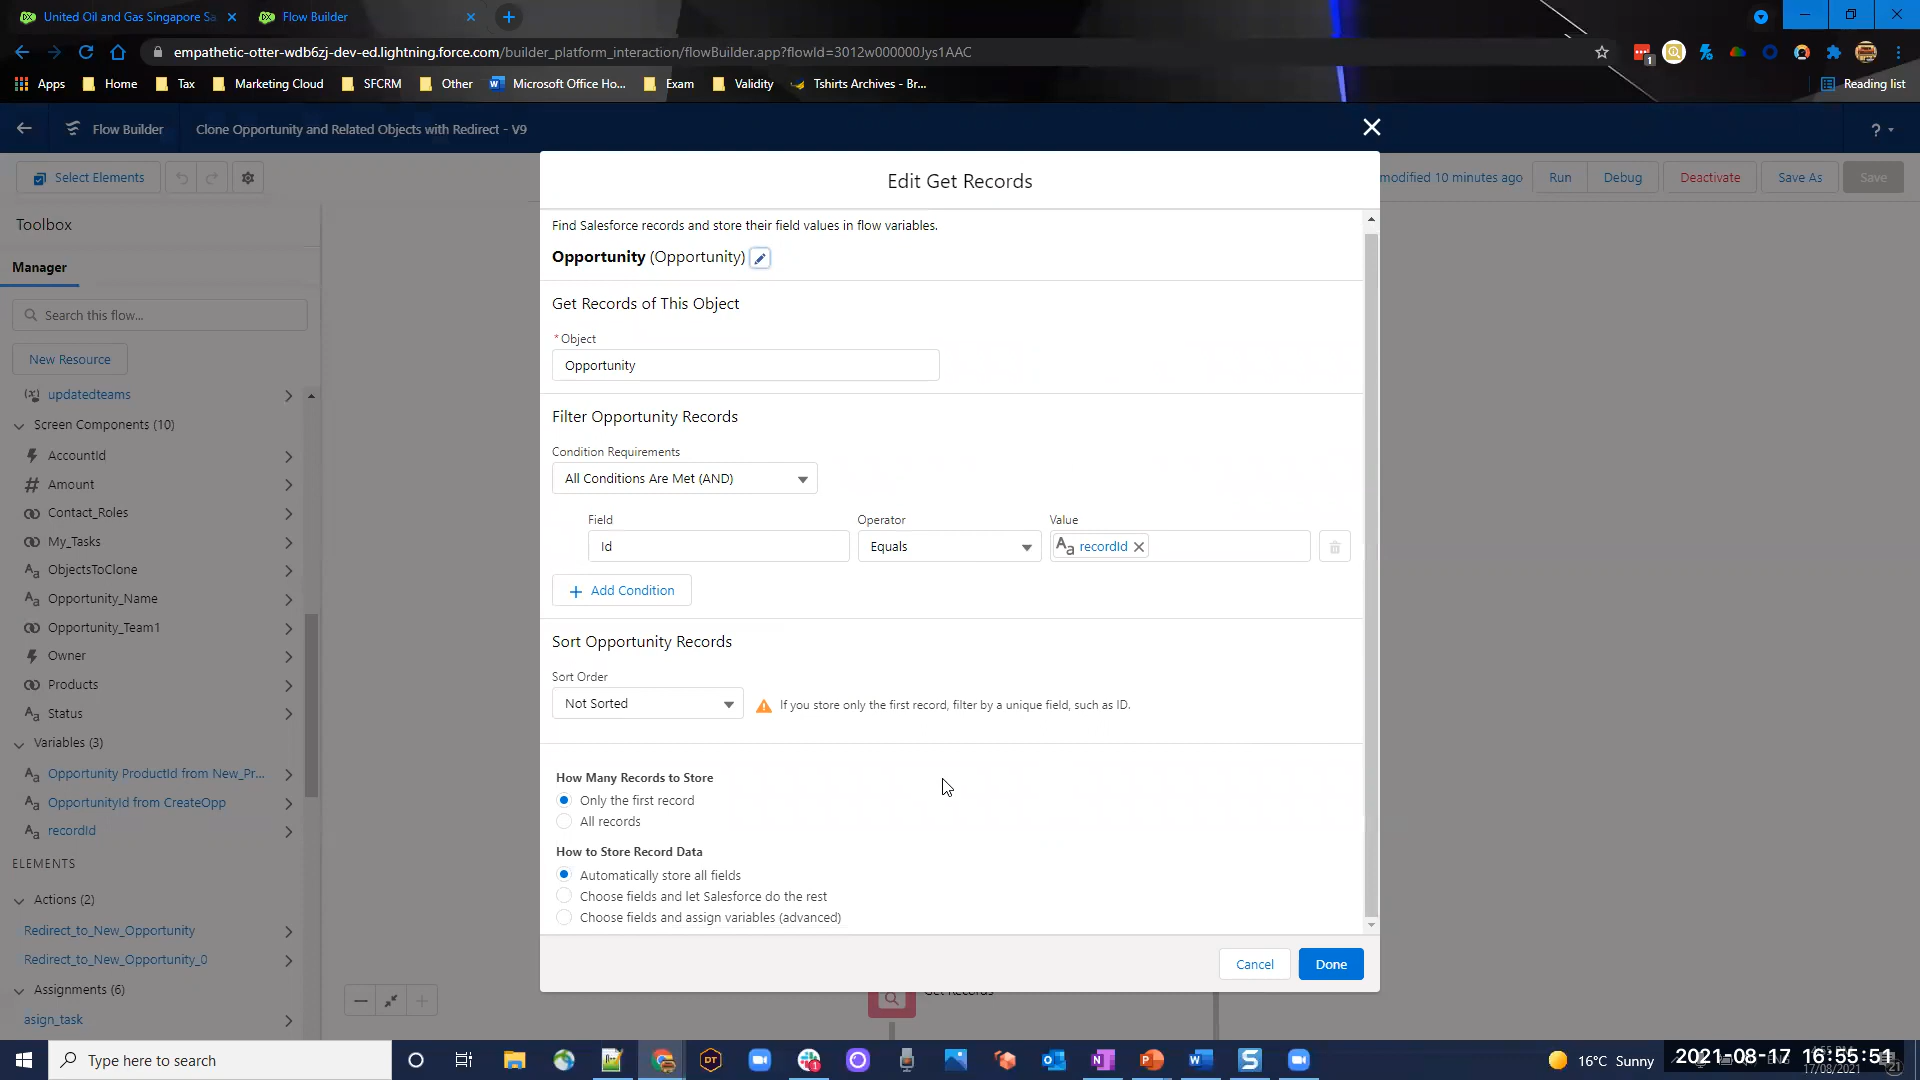 United Oil and Gas Singapore Sa
Flow Builder
empathetic-otter-wdb6zj-dev-ed.lightning.force.com/builder_platform_interaction/flowBuilder.app?flowId=3012w000000Jys1AAC
Apps
Home
Tax
Marketing Cloud
SFCRM
Other
Microsoft Office Ho...
Exam
Validity
Tshirts Archives - Br...
Reading list
Flow Builder
Clone Opportunity and Related Objects with Redirect - V9
?
Select Elements
modified 10 minutes ago
Run
Debug
Deactivate
Save As
Save
Toolbox
Manager
Search this flow...
New Resource
updatedteams
Screen Components (10)
AccountId
Amount
Contact_Roles
My_Tasks
ObjectsToClone
Opportunity_Name
Opportunity_Team1
Owner
Products
Status
Variables (3)
Opportunity ProductId from New_Pr...
OpportunityId from CreateOpp
recordId
ELEMENTS
Actions (2)
Redirect_to_New_Opportunity
Redirect_to_New_Opportunity_0
Assignments (6)
asign_task
Edit Get Records
Find Salesforce records and store their field values in flow variables.
Opportunity (Opportunity)
Get Records of This Object
*Object
Opportunity
Filter Opportunity Records
Condition Requirements
All Conditions Are Met (AND)
Field
Operator
Value
Id
Equals
recordId
Add Condition
Sort Opportunity Records
Sort Order
Not Sorted
If you store only the first record, filter by a unique field, such as ID.
How Many Records to Store
Only the first record
All records
How to Store Record Data
Automatically store all fields
Choose fields and let Salesforce do the rest
Choose fields and assign variables (advanced)
Cancel
Done
Get Records
Type here to search
16°C Sunny
2021-08-17 16:55:51
17/08/2021